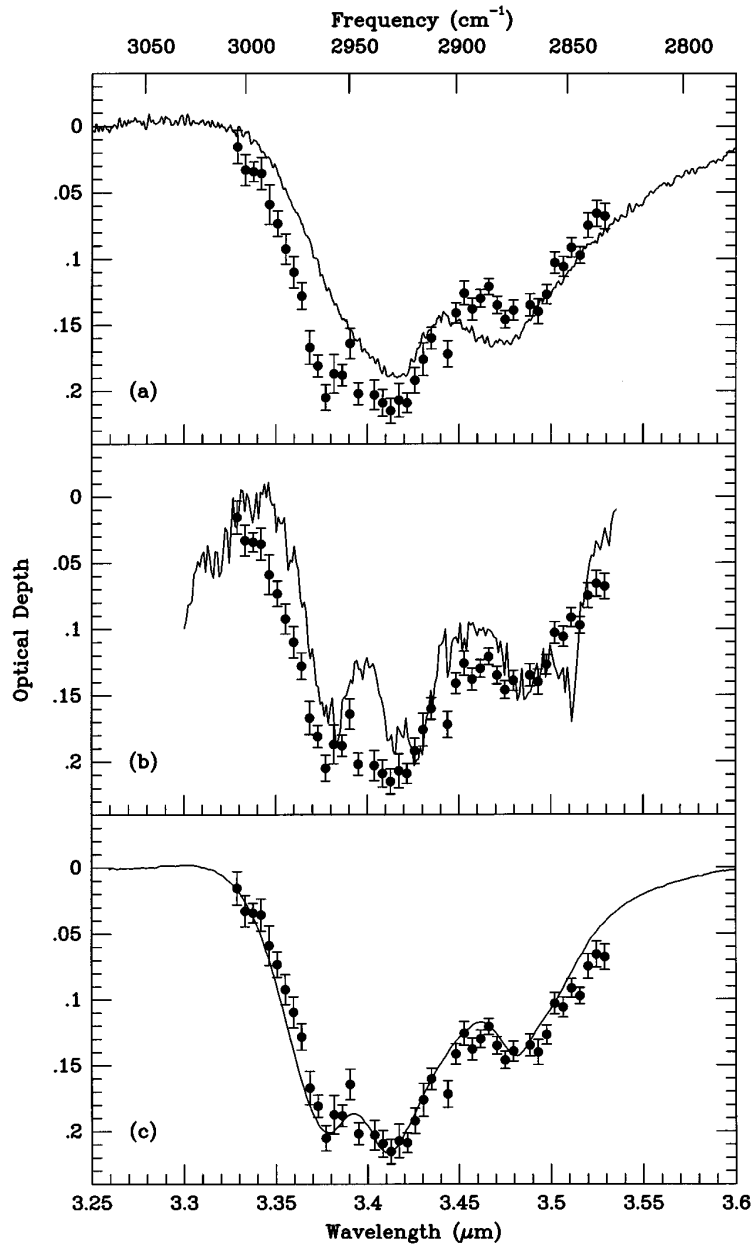 Frequency (cm⁻¹)
3050 3000 2950 2900 2850 2800
0
.05
.1
.15
.2
(a)
0
.05
.1
.15
.2
(b)
Optical Depth
0
.05
.1
.15
.2
(c)
3.25 3.3 3.35 3.4 3.45 3.5 3.55 3.6
Wavelength (μm)